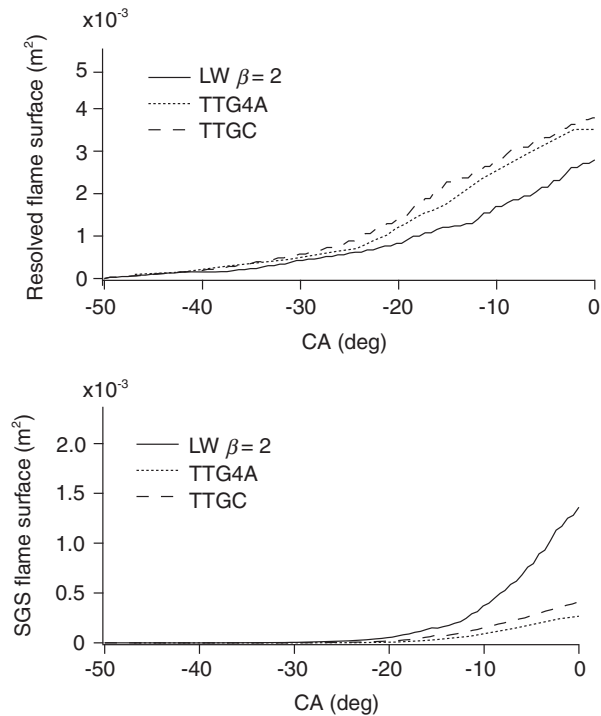 x10⁻³
Resolved flame surface (m²)
5
4
3
2
1
0
LW β = 2
TTG4A
TTGC
-50 -40 -30 -20 -10 0
CA (deg)
x10⁻³
SGS flame surface (m²)
2.0
1.5
1.0
0.5
0
LW β = 2
TTG4A
TTGC
-50 -40 -30 -20 -10 0
CA (deg)